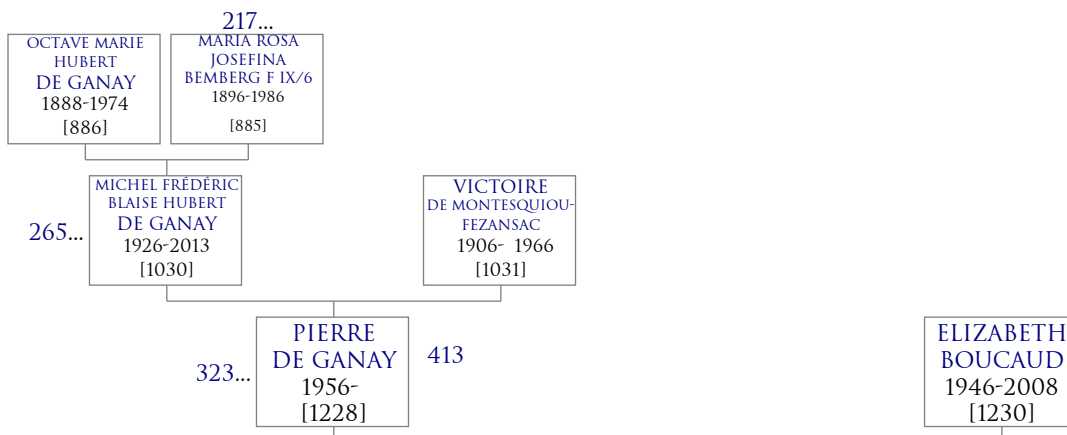 217...
OCTAVE MARIE
HUBERT
DE GANAY
1888-1974
[886]
MARIA ROSA
JOSEFINA
BEMBERG F IX/6
1896-1986
[885]
265...
MICHEL FRÉDÉRIC
BLAISE HUBERT
DE GANAY
1926-2013
[1030]
VICTOIRE
DE MONTESQUIOU-
FEZANSAC
1906- 1966
[1031]
323...
PIERRE
DE GANAY
1956-
[1228]
413
ELIZABETH
BOUCAUD
1946-2008
[1230]